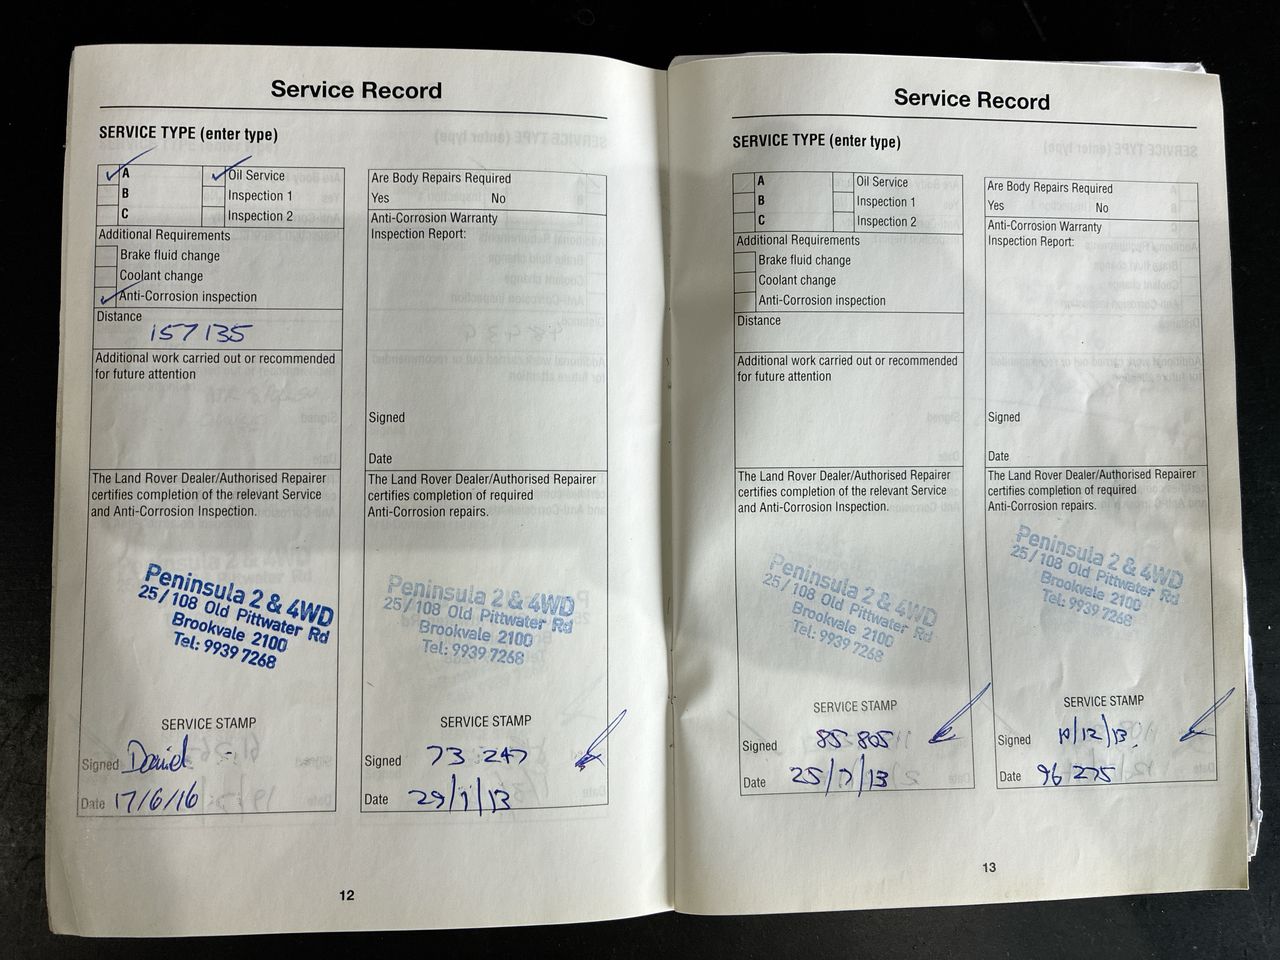 Service Record
SERVICE TYPE (enter type)
A Oil Service
B Inspection 1
C Inspection 2
Additional Requirements
Brake fluid change
Coolant change
Anti-Corrosion inspection
Distance
157135
Additional work carried out or recommended
for future attention
The Land Rover Dealer/Authorised Repairer
certifies completion of the relevant Service
and Anti-Corrosion Inspection.
Peninsula 2 & 4WD
25/108 Old Pittwater Rd
Brookvale 2100
Tel: 9939 7268
SERVICE STAMP
Signed David
Date 17/6/16
Are Body Repairs Required
Yes No
Anti-Corrosion Warranty
Inspection Report:
Signed
Date
The Land Rover Dealer/Authorised Repairer
certifies completion of required
Anti-Corrosion repairs.
Peninsula 2 & 4WD
25/108 Old Pittwater Rd
Brookvale 2100
Tel: 9939 7268
SERVICE STAMP
Signed 73 247
Date 29/1/13
12
Service Record
SERVICE TYPE (enter type)
A Oil Service
B Inspection 1
C Inspection 2
Additional Requirements
Brake fluid change
Coolant change
Anti-Corrosion inspection
Distance
Additional work carried out or recommended
for future attention
The Land Rover Dealer/Authorised Repairer
certifies completion of the relevant Service
and Anti-Corrosion Inspection.
Peninsula 2 & 4WD
25/108 Old Pittwater Rd
Brookvale 2100
Tel: 9939 7268
SERVICE STAMP
Signed 85 805
Date 25/7/13
Are Body Repairs Required
Yes No
Anti-Corrosion Warranty
Inspection Report:
Signed
Date
The Land Rover Dealer/Authorised Repairer
certifies completion of required
Anti-Corrosion repairs.
Peninsula 2 & 4WD
25/108 Old Pittwater Rd
Brookvale 2100
Tel: 9939 7268
SERVICE STAMP
Signed
Date 96 275
13